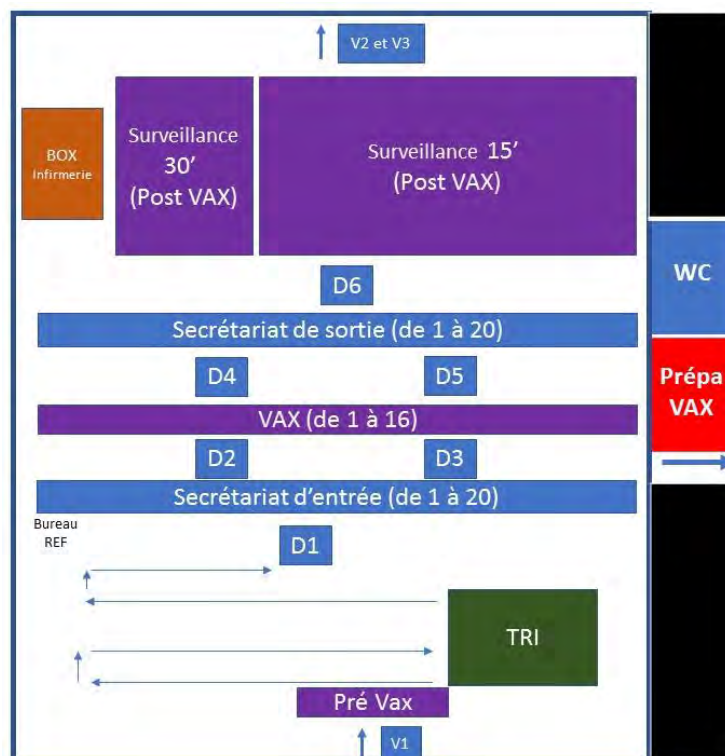 V2 et V3
BOX
Infirmerie
Surveillance
30'
(Post VAX)
Surveillance 15'
(Post VAX)
WC
D6
Secrétariat de sortie (de 1 à 20)
Prépa
VAX
D4
D5
VAX (de 1 à 16)
D2
D3
Secrétariat d'entrée (de 1 à 20)
Bureau
REF
D1
TRI
Pré Vax
V1